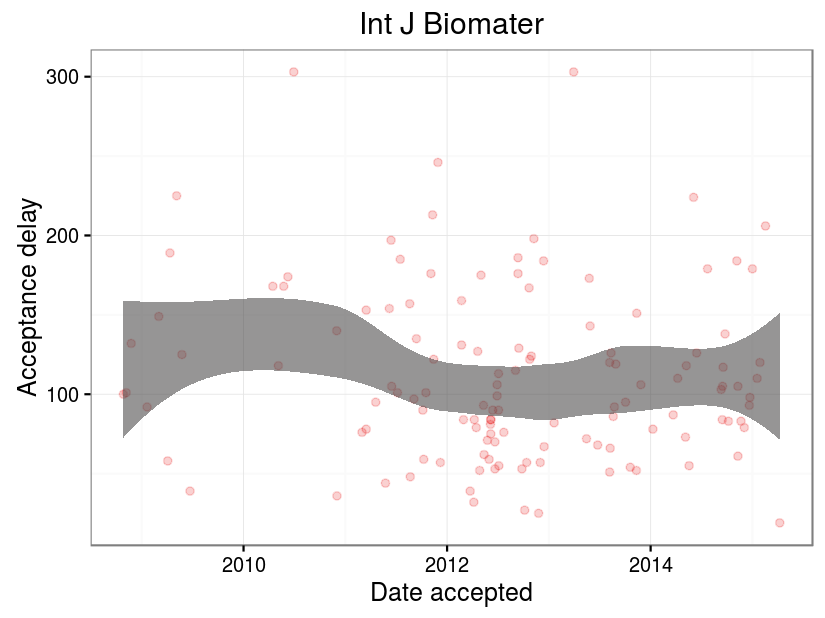 Int J Biomater
Acceptance delay
300
200
100
2010 2012 2014
Date accepted